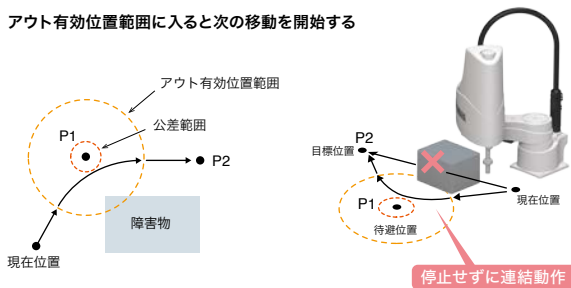 アウト有効位置範囲に入ると次の移動を開始する
アウト有効位置範囲
公差範囲
P1
P2
障害物
現在位置
P2
目標位置
現在位置
P1
待避位置
停止せずに連結動作